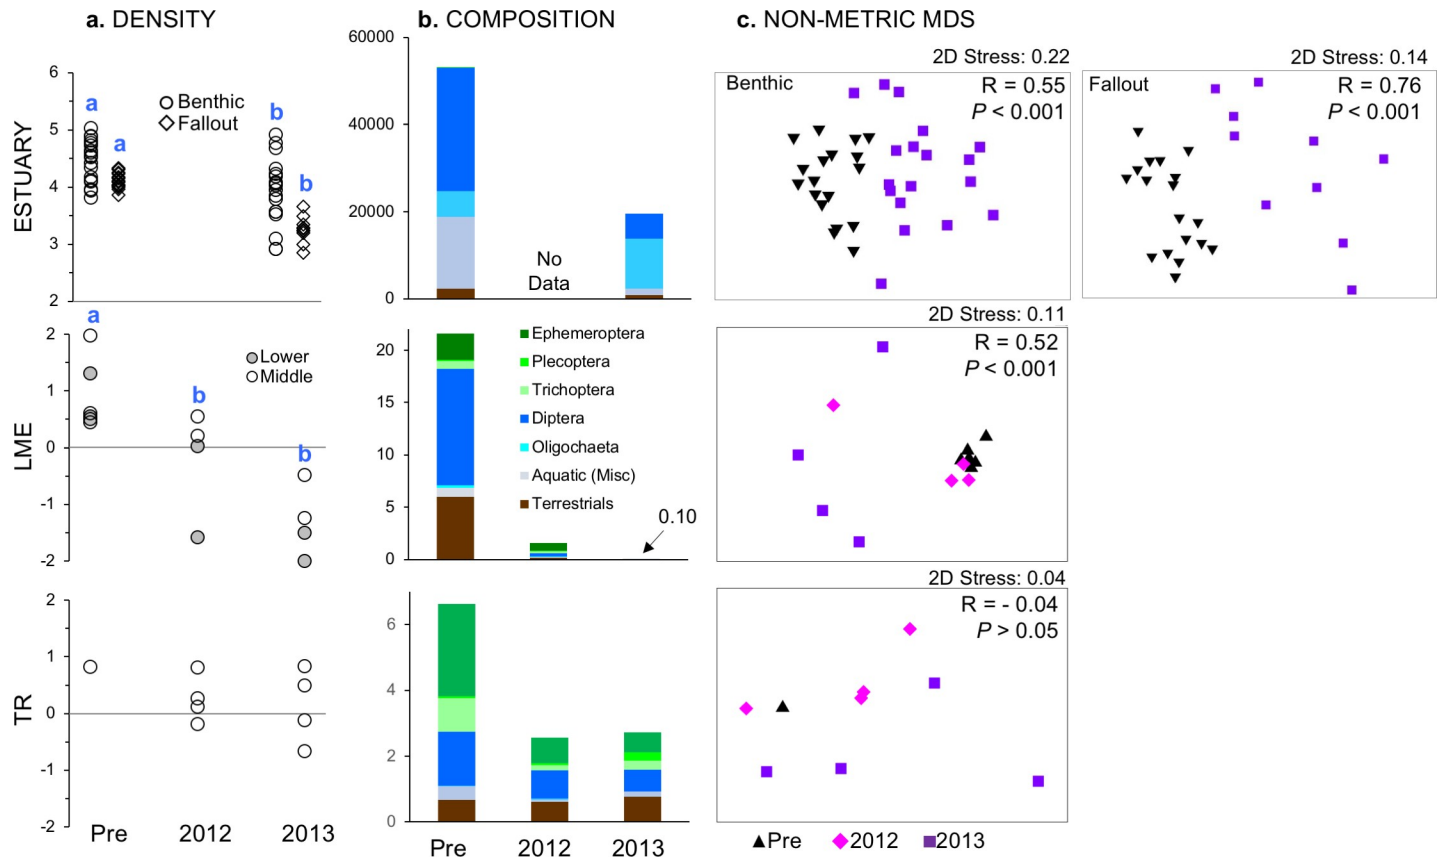 a. DENSITY
b. COMPOSITION
c. NON-METRIC MDS
ESTUARY
6
5
4
3
2
a
a
b
b
Benthic
Fallout
60000
40000
20000
0
No
Data
2D Stress: 0.22
Benthic
R = 0.55
P < 0.001
2D Stress: 0.14
Fallout
R = 0.76
P < 0.001
LME
2
1
0
-1
-2
a
b
b
Lower
Middle
20
15
10
5
0
Ephemeroptera
Plecoptera
Trichoptera
Diptera
Oligochaeta
Aquatic (Misc)
Terrestrials
0.10
2D Stress: 0.11
R = 0.52
P < 0.001
TR
2
1
0
-1
-2
Pre
2012
2013
6
4
2
0
Pre
2012
2013
2D Stress: 0.04
R = - 0.04
P > 0.05
Pre
2012
2013